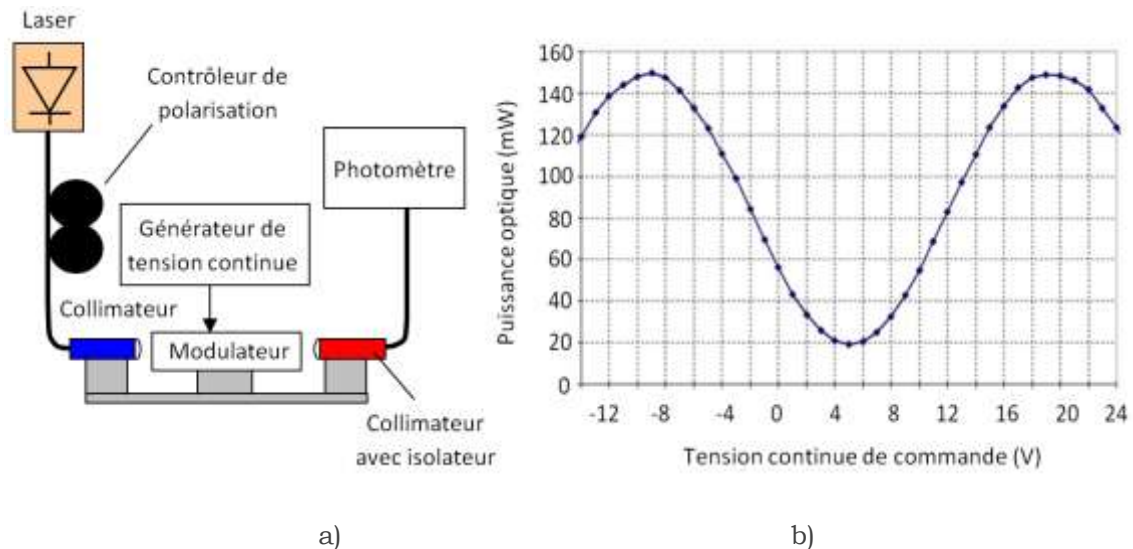 Laser
Contrôleur de
polarisation
Photomètre
Générateur de
tension continue
Collimateur
Modulateur
Collimateur
avec isolateur
Puissance optique (mW)
160
140
120
100
80
60
40
20
0
-12 -8 -4 0 4 8 12 16 20 24
Tension continue de commande (V)
a) b)